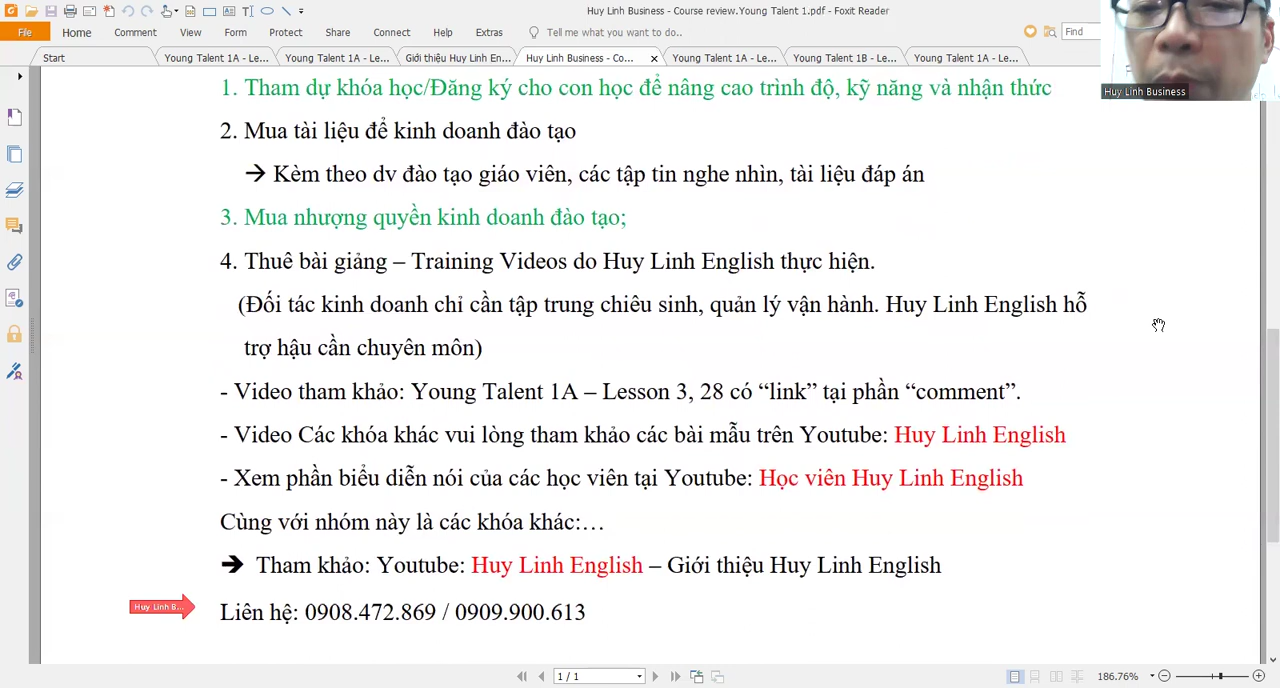 Huy Linh Business - Course review.Young Talent 1.pdf - Foxit Reader
File Home Comment View Form Protect Share Connect Help Extras Tell me what you want to do.. Find
Start Young Talent 1A - Le... Young Talent 1A - Le... Giới thiệu Huy Linh En... Huy Linh Business - Co... Young Talent 1A - Le... Young Talent 1B - Le... Young Talent 1A - Le...
Huy Linh Business
1. Tham dự khóa học/Đăng ký cho con học để nâng cao trình độ, kỹ năng và nhận thức
2. Mua tài liệu để kinh doanh đào tạo
→ Kèm theo dv đào tạo giáo viên, các tập tin nghe nhìn, tài liệu đáp án
3. Mua nhượng quyền kinh doanh đào tạo;
4. Thuê bài giảng – Training Videos do Huy Linh English thực hiện.
(Đối tác kinh doanh chỉ cần tập trung chiêu sinh, quản lý vận hành. Huy Linh English hỗ
trợ hậu cần chuyên môn)
- Video tham khảo: Young Talent 1A – Lesson 3, 28 có “link” tại phần “comment”.
- Video Các khóa khác vui lòng tham khảo các bài mẫu trên Youtube: Huy Linh English
- Xem phần biểu diễn nói của các học viên tại Youtube: Học viên Huy Linh English
Cùng với nhóm này là các khóa khác:…
➔ Tham khảo: Youtube: Huy Linh English – Giới thiệu Huy Linh English
Huy Linh B...
Liên hệ: 0908.472.869 / 0909.900.613
1 / 1
186.76%